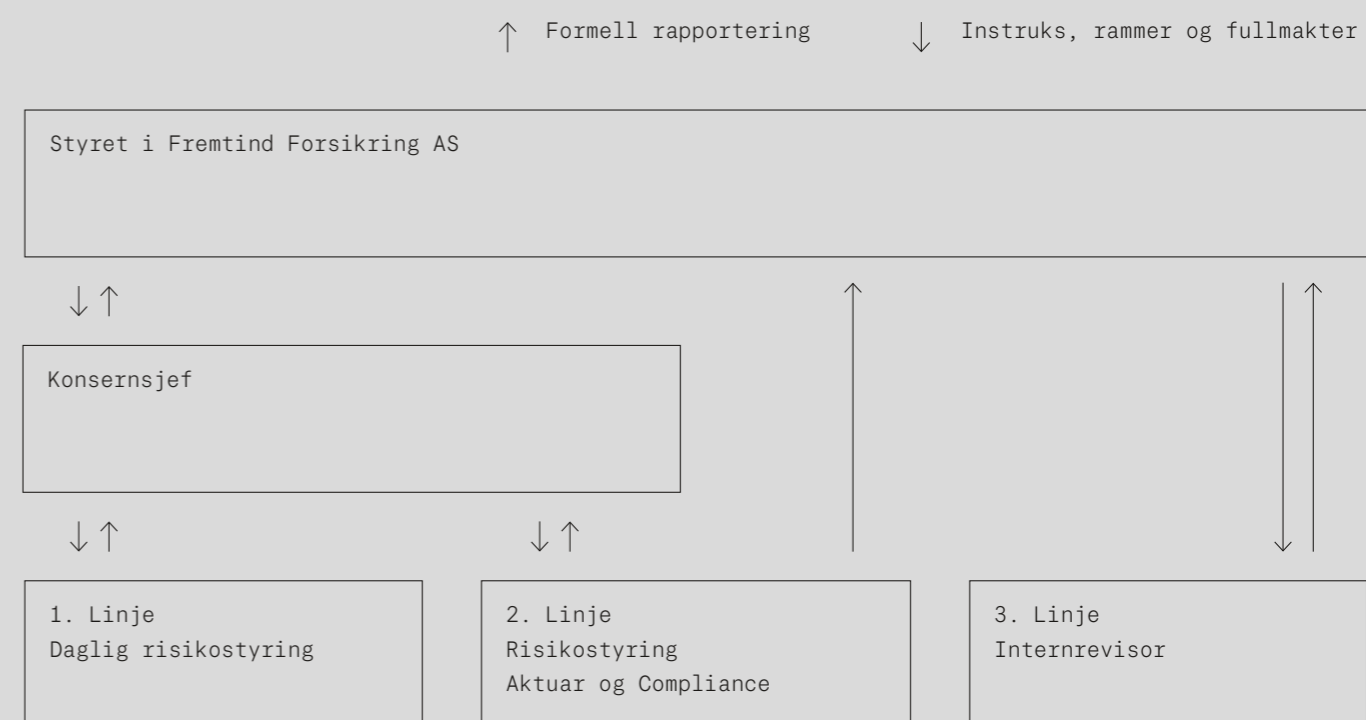 Formell rapportering
Instruks, rammer og fullmakter
Styret i Fremtind Forsikring AS
Konsernsjef
1. Linje
Daglig risikostyring
2. Linje
Risikostyring
Aktuar og Compliance
3. Linje
Internrevisor